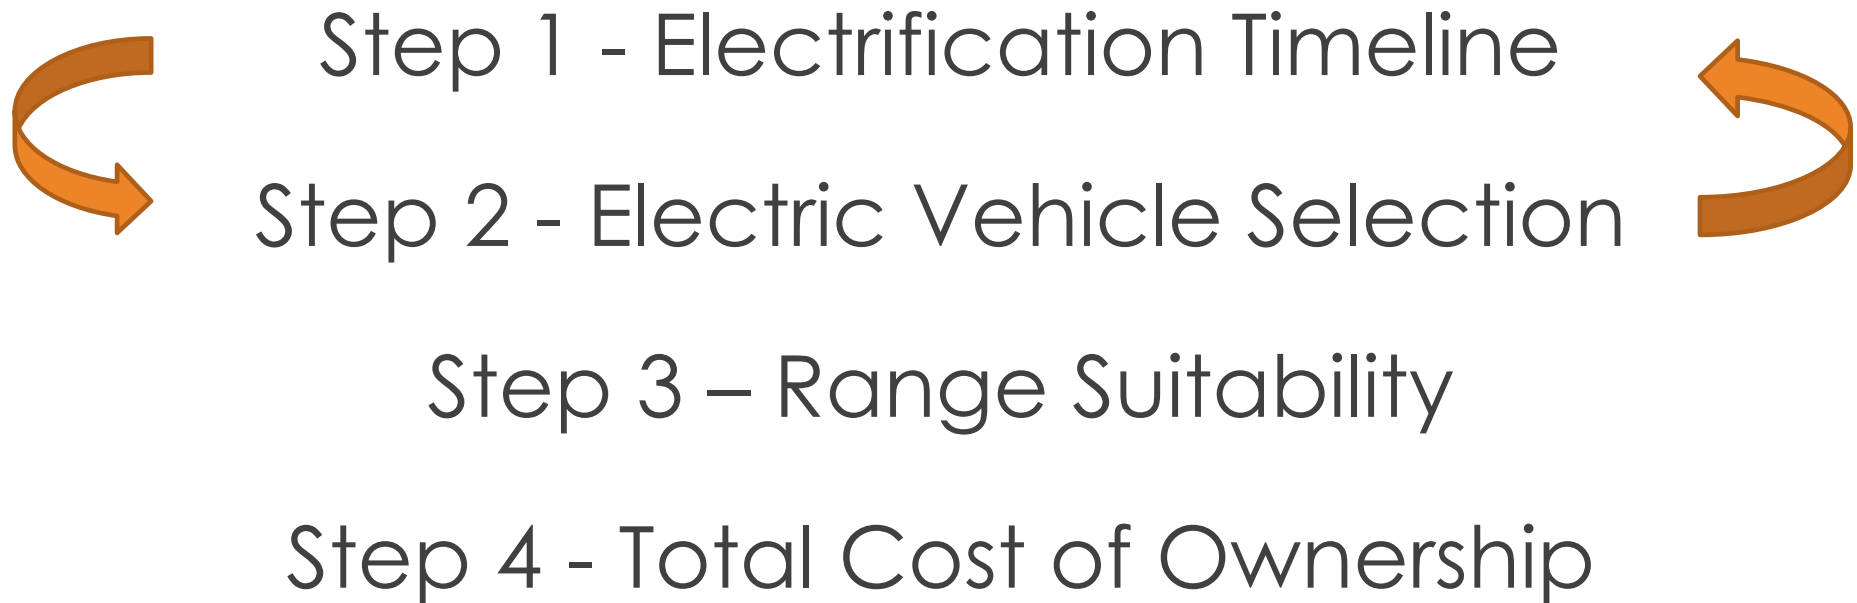 Step 1 - Electrification Timeline
Step 2 - Electric Vehicle Selection
Step 3 – Range Suitability
Step 4 - Total Cost of Ownership